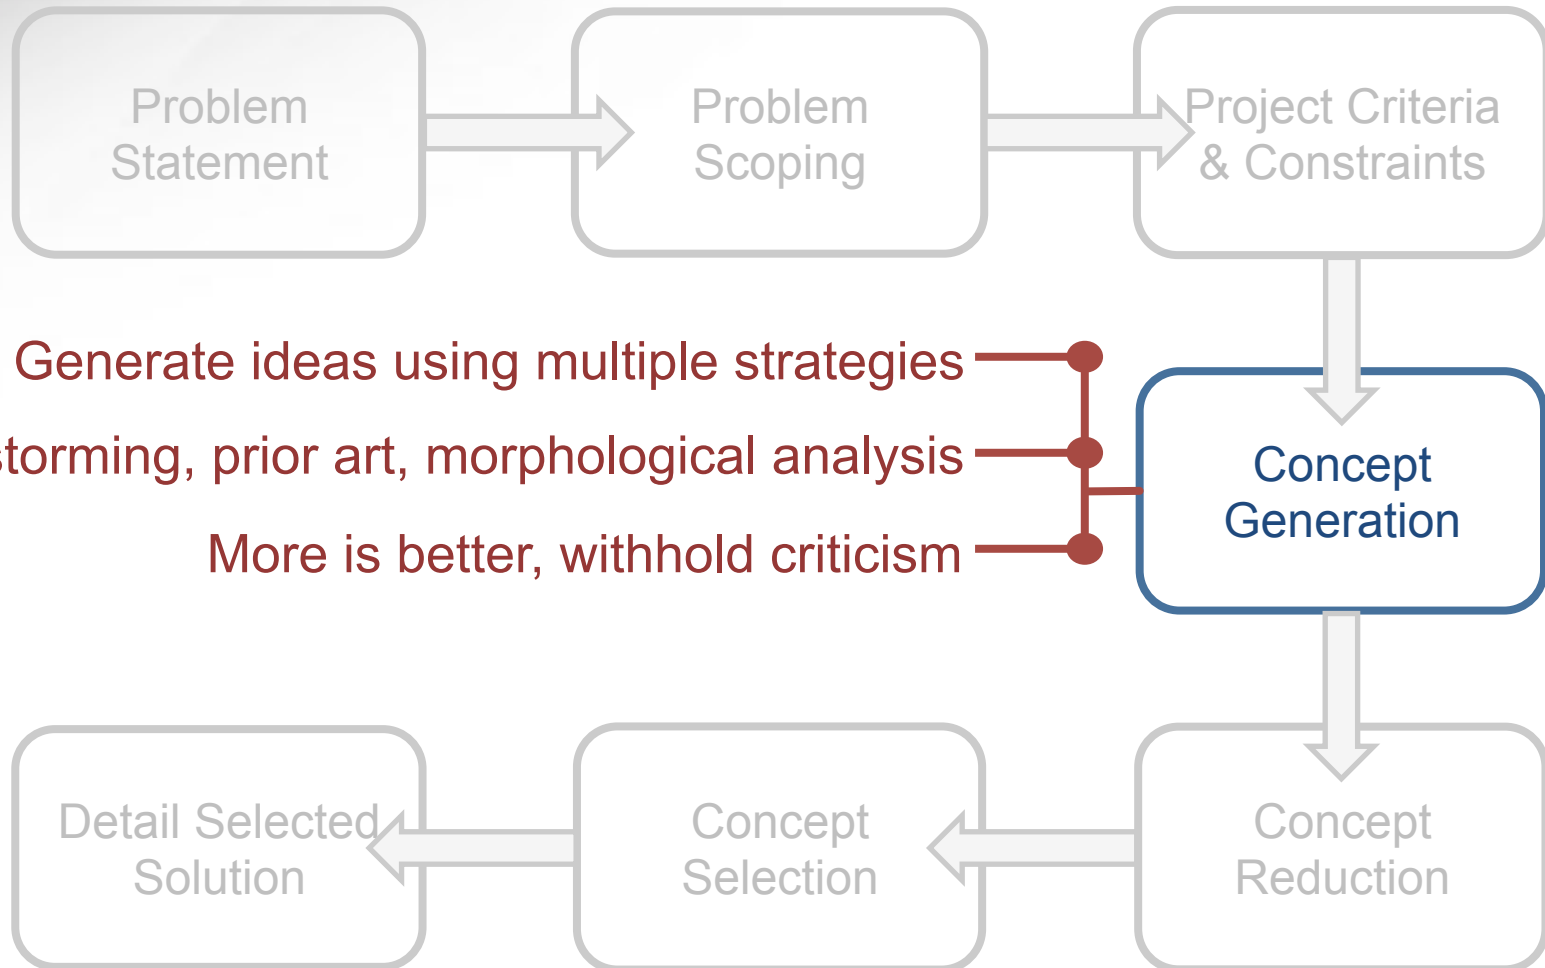 Problem
Statement
Problem
Scoping
Project Criteria
& Constraints
Generate ideas using multiple strategies
storming, prior art, morphological analysis
More is better, withhold criticism
Concept
Generation
Detail Selected
Solution
Concept
Selection
Concept
Reduction